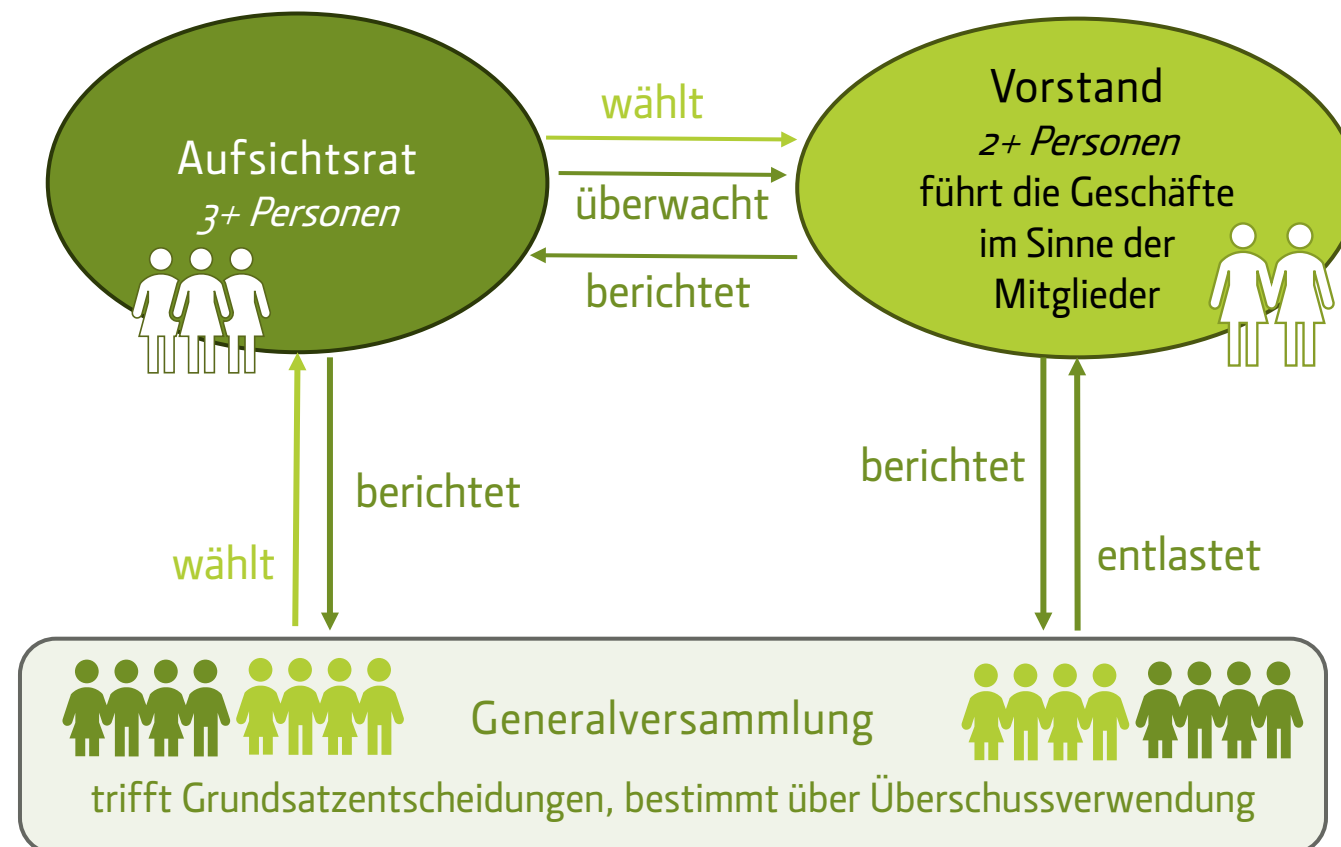 Aufsichtsrat
3+ Personen
wählt
überwacht
berichtet
Vorstand
2+ Personen
führt die Geschäfte
im Sinne der
Mitglieder
berichtet
wählt
berichtet
entlastet
Generalversammlung
trifft Grundsatzentscheidungen, bestimmt über Überschussverwendung